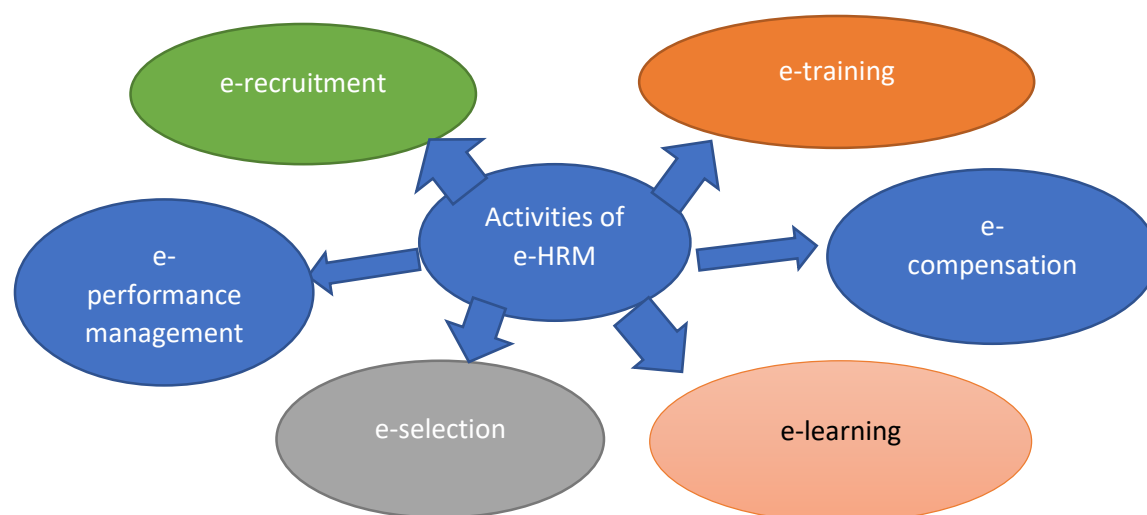 e-recruitment
e-training
Activities of
e-HRM
e-
compensation
e-
performance
management
e-selection
e-learning